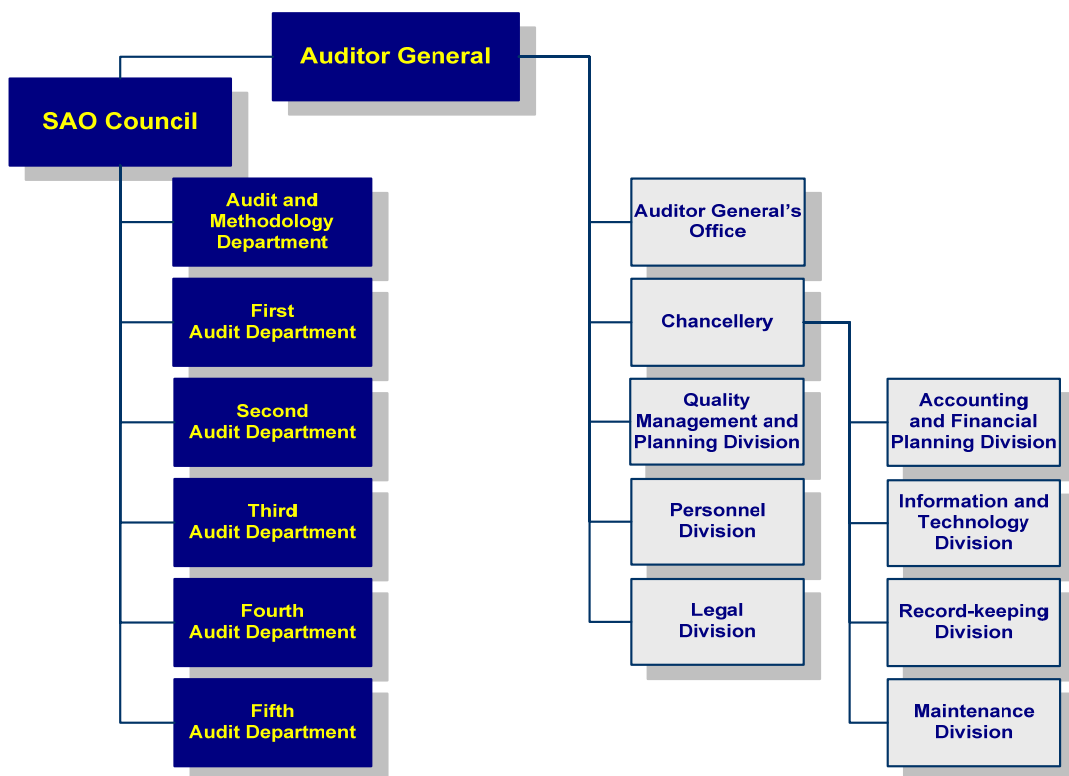 Auditor General
SAO Council
Audit and
Methodology
Department
First
Audit Department
Second
Audit Department
Third
Audit Department
Fourth
Audit Department
Fifth
Audit Department
Auditor General’s
Office
Chancellery
Quality
Management and
Planning Division
Personnel
Division
Legal
Division
Accounting
and Financial
Planning Division
Information and
Technology
Division
Record-keeping
Division
Maintenance
Division